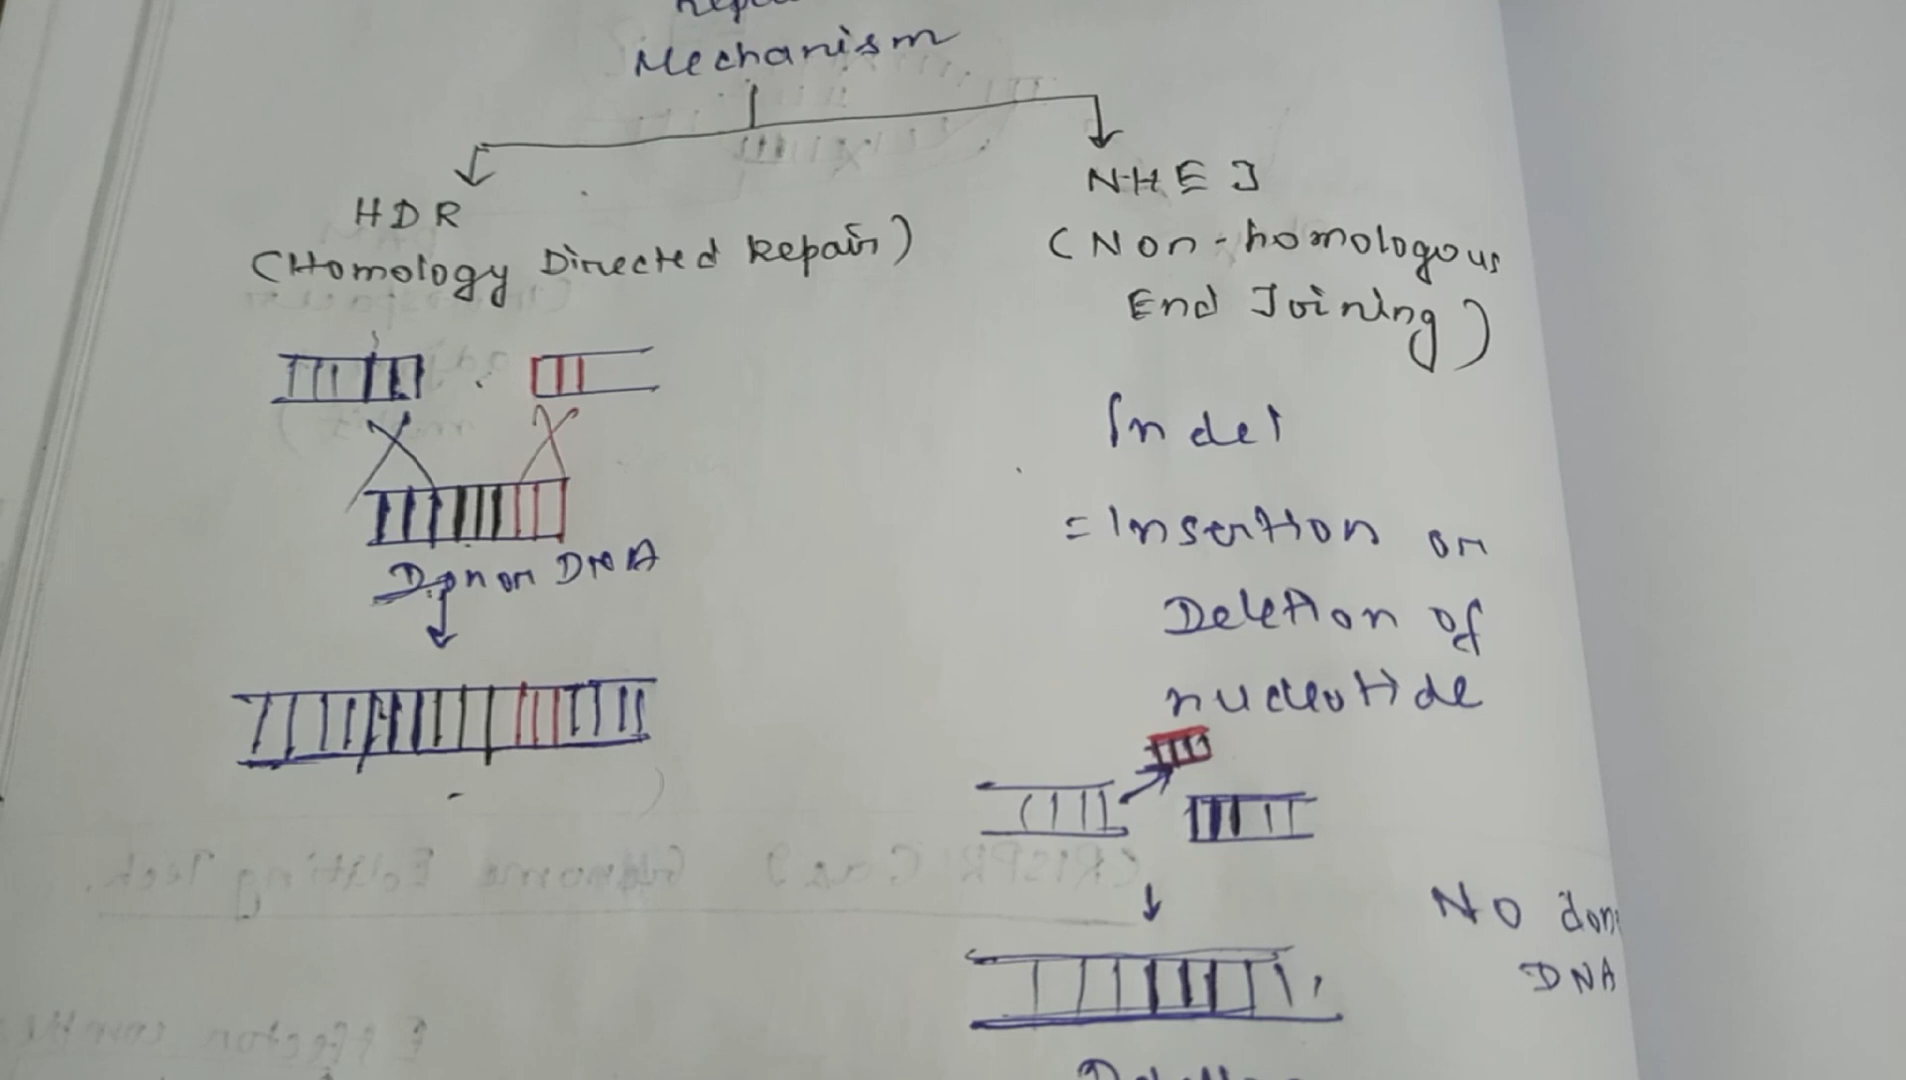 Mechanism
HDR
(Homology Directed Repair)
NHEJ
(Non-homologous
End Joining)
Indel
= Insertion or
Deletion of
nucleotide
Donor DNA
No don
DNA